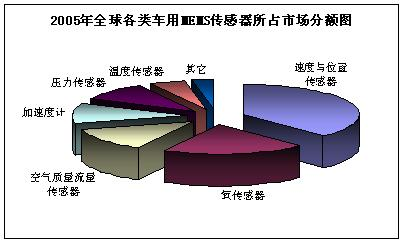 2005年全球各类车用MEMS传感器所占市场分额图
其它
温度传感器
压力传感器
速度与位置
传感器
加速度计
空气质量流量
传感器
氧传感器